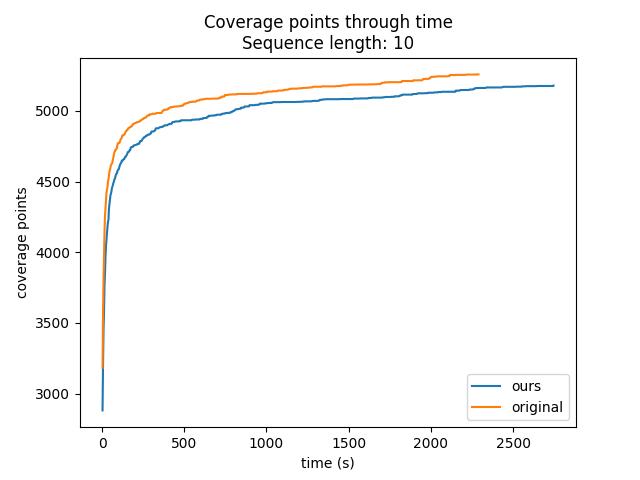 Coverage points through time
Sequence length: 10
coverage points
5000
4500
4000
3500
3000
0 500 1000 1500 2000 2500
time (s)
ours
original